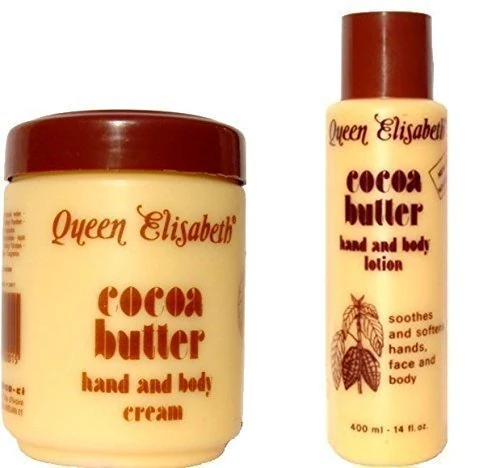 Queen Elisabeth®
cocoa
butter
hand and body
cream
Queen Elisabeth®
cocoa
butter
hand and body
lotion
soothes
and softens
hands,
face and
body
400 ml - 14 fl. oz.